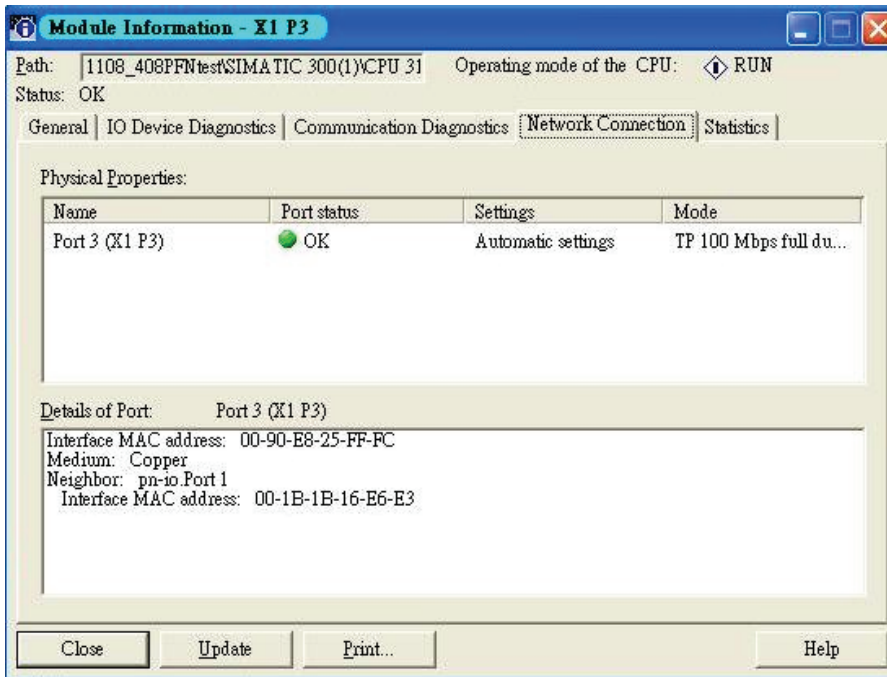 Module Information - X1 P3
Path: 1108_408PFNtest\SIMATIC 300(1)\CPU 31 Operating mode of the CPU: RUN
Status: OK
General IO Device Diagnostics Communication Diagnostics Network Connection Statistics
Physical Properties:
Name Port status Settings Mode
Port 3 (X1 P3) OK Automatic settings TP 100 Mbps full du...
Details of Port: Port 3 (X1 P3)
Interface MAC address: 00-90-E8-25-FF-FC
Medium: Copper
Neighbor: pn-io.Port 1
Interface MAC address: 00-1B-1B-16-E6-E3
Close Update Print... Help